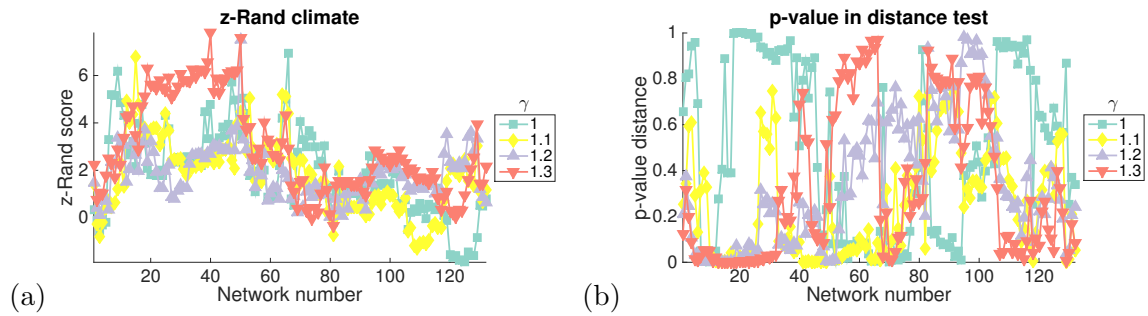 z-Rand climate
z-Rand score
6
4
2
0
20 40 60 80 100 120
Network number
γ
1
1.1
1.2
1.3
(a)
p-value in distance test
p-value distance
1
0.8
0.6
0.4
0.2
0
20 40 60 80 100 120
Network number
γ
1
1.1
1.2
1.3
(b)